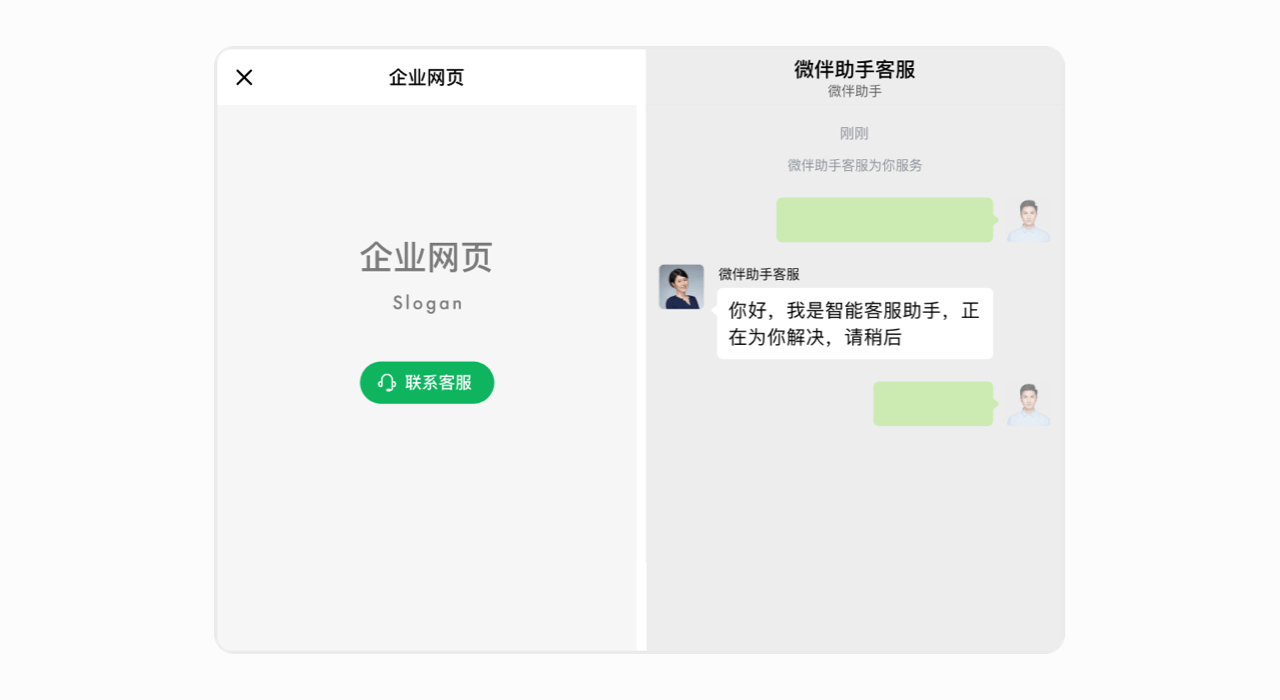 企业网页
企业网页
Slogan
联系客服
微伴助手客服
微伴助手
刚刚
微伴助手客服为你服务
微伴助手客服
你好，我是智能客服助手，正
在为你解决，请稍后